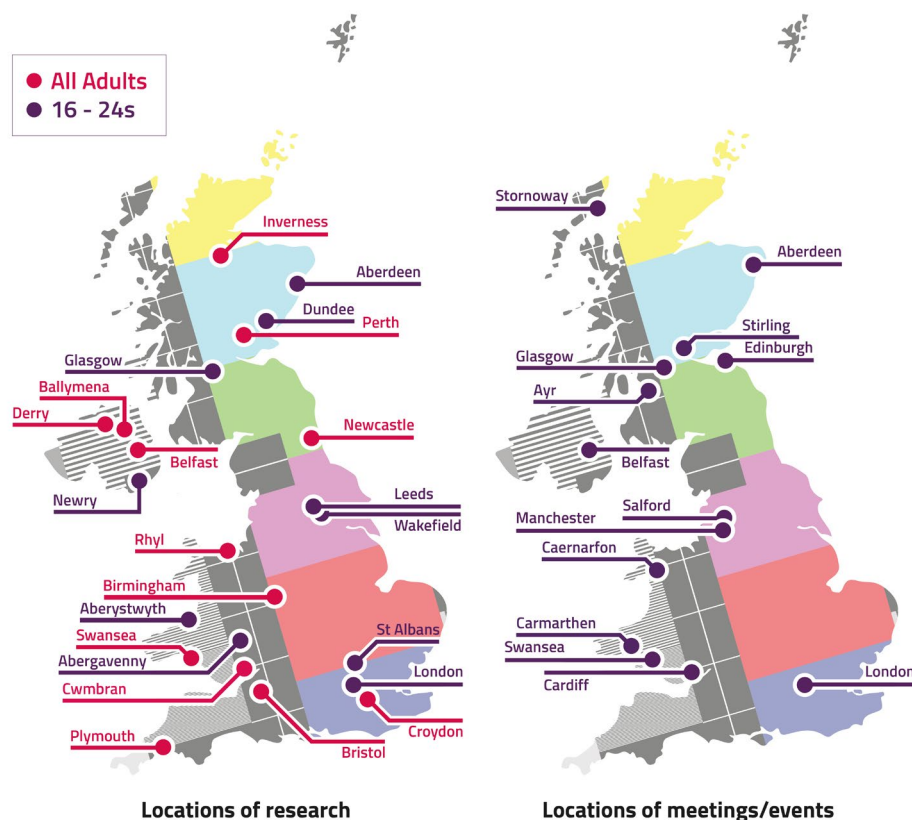 All Adults
16 - 24s
Inverness
Aberdeen
Dundee
Perth
Glasgow
Ballymena
Derry
Newcastle
Belfast
Newry
Leeds
Wakefield
Rhyl
Birmingham
Aberystwyth
Swansea
St Albans
Abergavenny
London
Cwmbran
Croydon
Plymouth
Bristol
Locations of research
Stornoway
Aberdeen
Stirling
Edinburgh
Glasgow
Ayr
Belfast
Salford
Manchester
Caernarfon
Carmarthen
Swansea
Cardiff
London
Locations of meetings/events